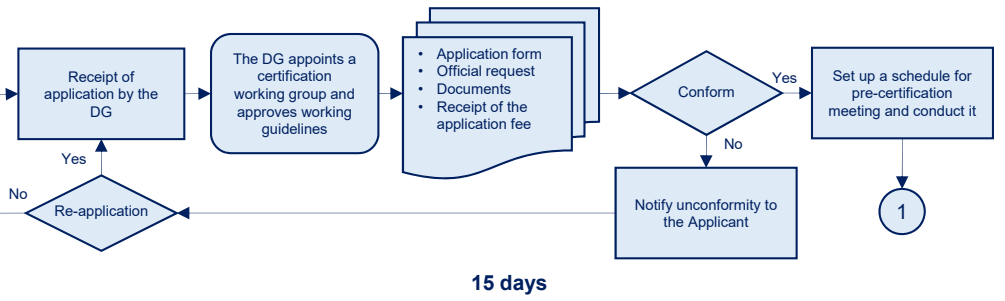 Receipt of
application by the
DG
The DG appoints a
certification
working group and
approves working
guidelines
• Application form
• Official request
• Documents
• Receipt of the
application fee
Conform
Yes
Set up a schedule for
pre-certification
meeting and conduct it
No
Yes
No
Re-application
Notify unconformity to
the Applicant
1
15 days